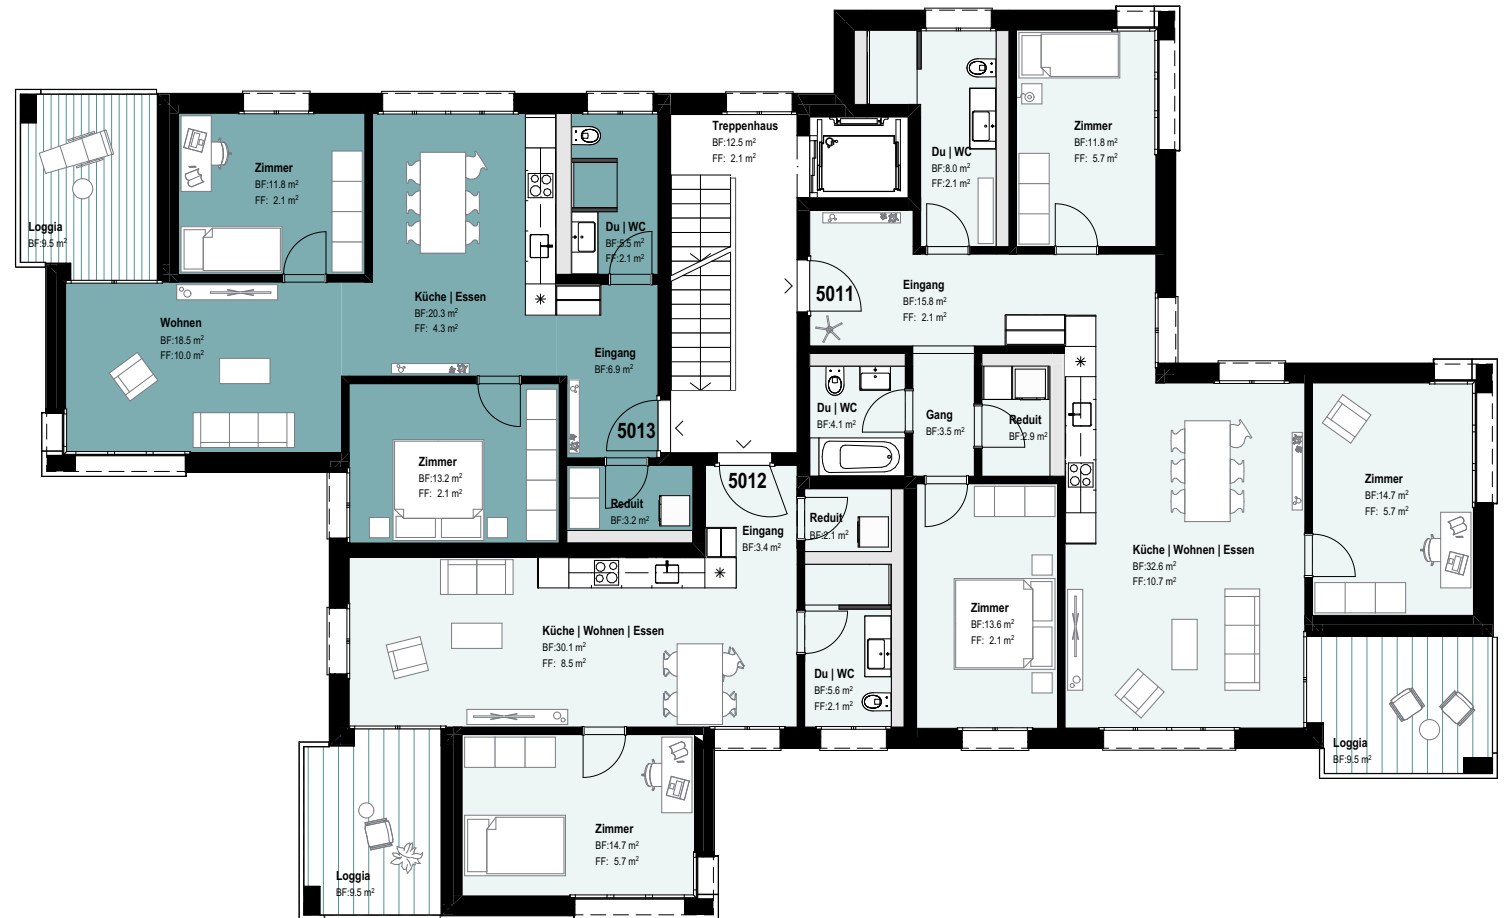 Treppenhaus
BF:12.5 m²
FF: 2.1 m²
Du | WC
BF:8.0 m²
FF:2.1 m²
Zimmer
BF:11.8 m²
FF: 5.7 m²
Zimmer
BF:11.8 m²
FF: 2.1 m²
Loggia
BF:9.5 m²
Du | WC
BF:5.5 m²
FF:2.1 m²
Küche | Essen
BF:20.3 m²
FF: 4.3 m²
5011
Eingang
BF:15.8 m²
FF: 2.1 m²
Wohnen
BF:18.5 m²
FF:10.0 m²
Eingang
BF:6.9 m²
Du | WC
BF:4.1 m²
Gang
BF:3.5 m²
Reduit
BF:2.9 m²
5013
Zimmer
BF:13.2 m²
FF: 2.1 m²
5012
Zimmer
BF:14.7 m²
FF: 5.7 m²
Reduit
BF:3.2 m²
Eingang
BF:3.4 m²
Reduit
BF:2.1 m²
Küche | Wohnen | Essen
BF:32.6 m²
FF:10.7 m²
Zimmer
BF:13.6 m²
FF: 2.1 m²
Küche | Wohnen | Essen
BF:30.1 m²
FF: 8.5 m²
Du | WC
BF:5.6 m²
FF:2.1 m²
Loggia
BF:9.5 m²
Zimmer
BF:14.7 m²
FF: 5.7 m²
Loggia
BF:9.5 m²